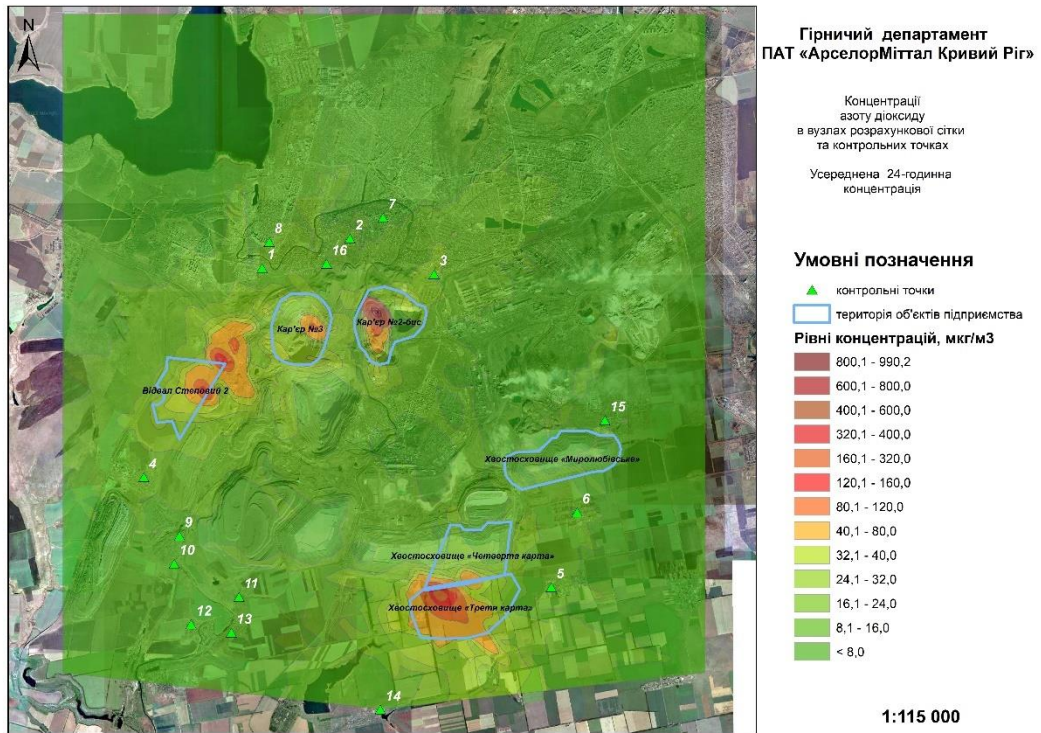 N
Гірничий департамент
ПАТ «АрселорМіттал Кривий Ріг»
Концентрації
азоту діоксиду
в вузлах розрахункової сітки
та контрольних точках
Усереднена 24-годинна
концентрація
7
2
8
16
1
3
Кар'єр №3
Кар'єр №2-біс
Відвал Степовий 2
15
Хвостосховище «Миролюбівське»
4
6
9
Хвостосховище «Четверта карта»
10
5
11
Хвостосховище «Третя карта»
12
13
14
Умовні позначення
контрольні точки
територія об'єктів підприємства
Рівні концентрацій, мкг/м3
800,1 - 990,2
600,1 - 800,0
400,1 - 600,0
320,1 - 400,0
160,1 - 320,0
120,1 - 160,0
80,1 - 120,0
40,1 - 80,0
32,1 - 40,0
24,1 - 32,0
16,1 - 24,0
8,1 - 16,0
< 8,0
1:115 000